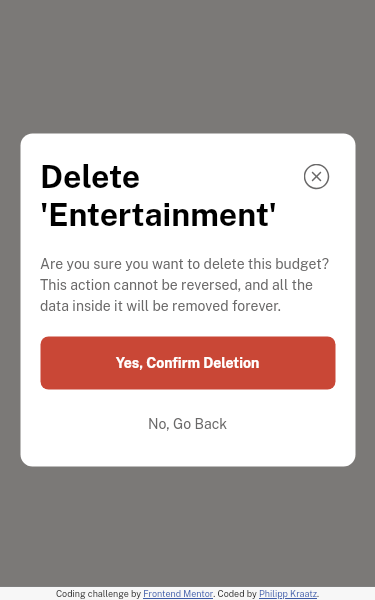 Delete
'Entertainment'
Are you sure you want to delete this budget?
This action cannot be reversed, and all the
data inside it will be removed forever.
Yes, Confirm Deletion
No, Go Back
Coding challenge by Frontend Mentor. Coded by Philipp Kraatz.